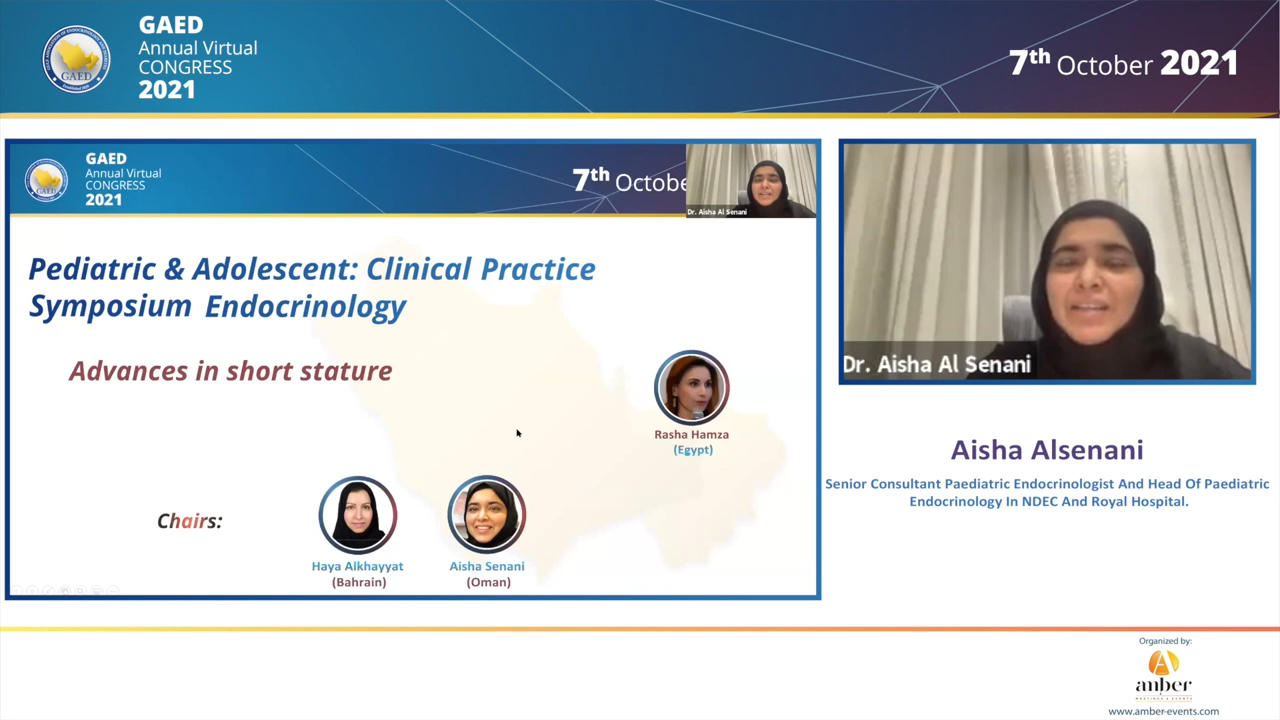 GAED
Annual Virtual
CONGRESS
2021
7th October 2021
GAED
GAED
Annual Virtual
CONGRESS
2021
7th Octobe
Dr. Aisha Al Senani
Pediatric & Adolescent: Clinical Practice
Symposium Endocrinology
Advances in short stature
Rasha Hamza
(Egypt)
Chairs:
Haya Alkhayyat
(Bahrain)
Aisha Senani
(Oman)
Dr. Aisha Al Senani
Aisha Alsenani
Senior Consultant Paediatric Endocrinologist And Head Of Paediatric
Endocrinology In NDEC And Royal Hospital.
Organized by:
amber
MEETINGS & EVENTS
www.amber-events.com